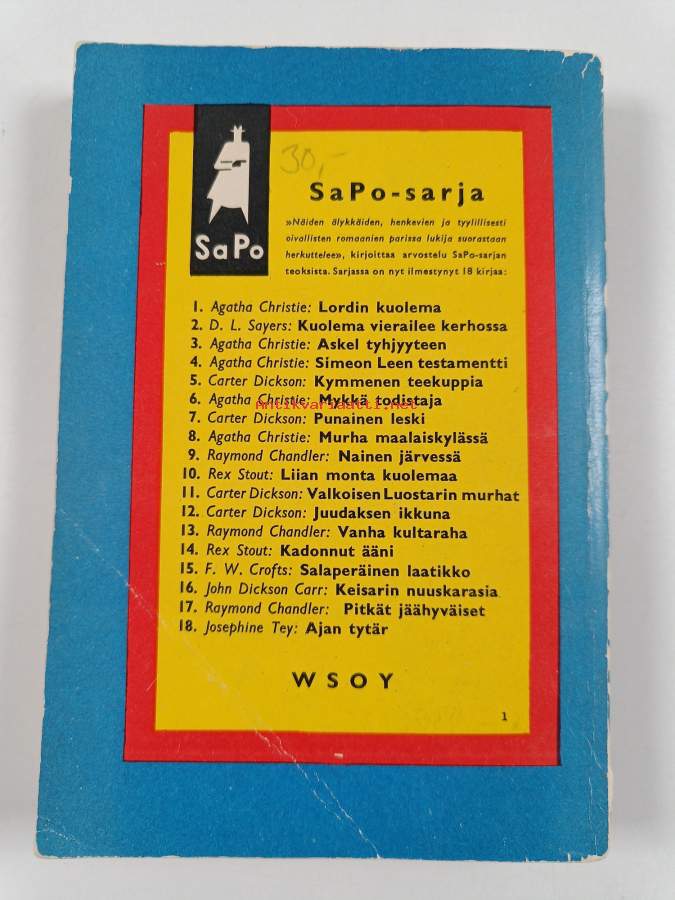 30,-
SaPo
SaPo-sarja
»Näiden älykkäiden, henkevien ja tyylillisesti
oivallisten romaanien parissa lukija suorastaan
herkuttelee», kirjoittaa arvostelu SaPo-sarjan
teoksista. Sarjassa on nyt ilmestynyt 18 kirjaa:
1. Agatha Christie: Lordin kuolema
2. D. L. Sayers: Kuolema vierailee kerhossa
3. Agatha Christie: Askel tyhjyyteen
4. Agatha Christie: Simeon Leen testamentti
5. Carter Dickson: Kymmenen teekuppia
6. Agatha Christie: Mykkä todistaja
Antikvariaatti.net
7. Carter Dickson: Punainen leski
8. Agatha Christie: Murha maalaiskylässä
9. Raymond Chandler: Nainen järvessä
10. Rex Stout: Liian monta kuolemaa
11. Carter Dickson: Valkoisen Luostarin murhat
12. Carter Dickson: Juudaksen ikkuna
13. Raymond Chandler: Vanha kultaraha
14. Rex Stout: Kadonnut ääni
15. F. W. Crofts: Salaperäinen laatikko
16. John Dickson Carr: Keisarin nuuskarasia
17. Raymond Chandler: Pitkät jäähyväiset
18. Josephine Tey: Ajan tytär
WSOY
1